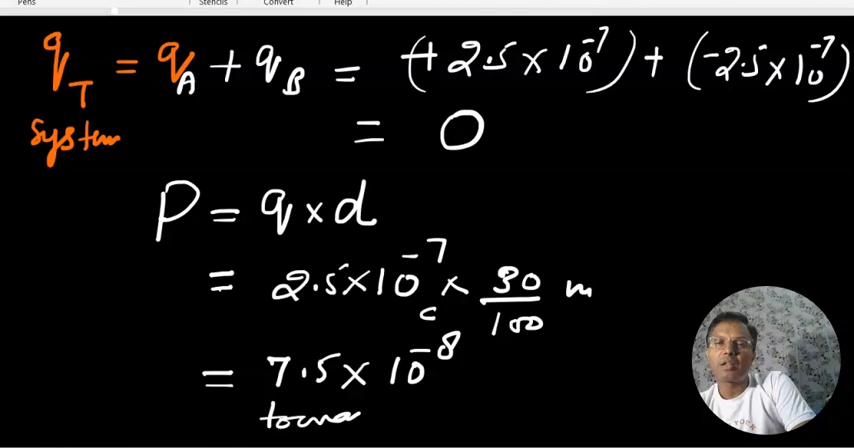 Pens Stencils Convert Help
q_T = q_A + q_B = (+2.5×10⁻⁷) + (-2.5×10⁻⁷)
System
= 0
P = q × d
= 2.5×10⁻⁷ c × 30/100 m
= 7.5×10⁻⁸